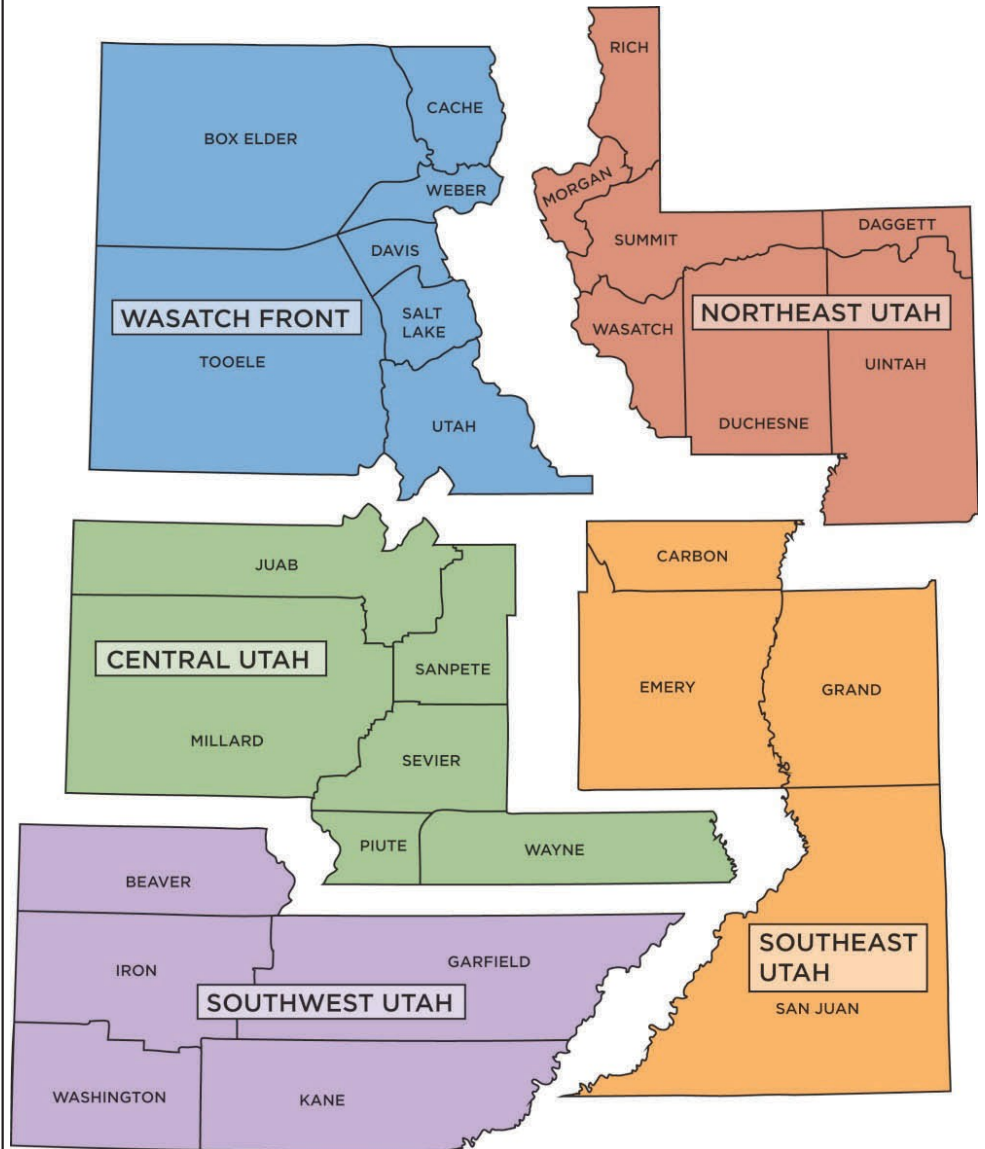 RICH
CACHE
BOX ELDER
MORGAN
WEBER
DAGGETT
SUMMIT
DAVIS
WASATCH FRONT
SALT
LAKE
NORTHEAST UTAH
WASATCH
TOOELE
UINTAH
UTAH
DUCHESNE
CARBON
JUAB
CENTRAL UTAH
SANPETE
EMERY
GRAND
MILLARD
SEVIER
PIUTE
WAYNE
BEAVER
SOUTHEAST
UTAH
GARFIELD
IRON
SOUTHWEST UTAH
SAN JUAN
WASHINGTON
KANE